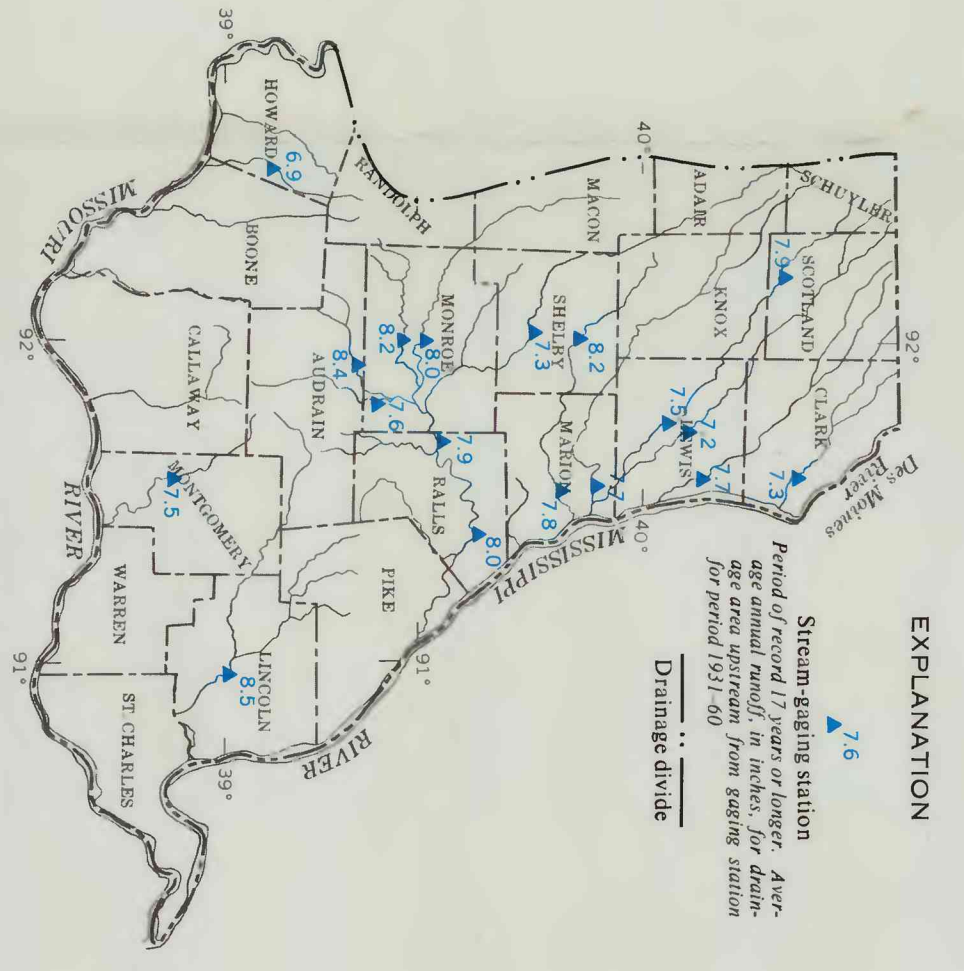 EXPLANATION
7.6
Stream-gaging station
Period of record 17 years or longer. Aver-
age annual runoff, in inches, for drain-
age area upstream from gaging station
for period 1931–60
Drainage divide
92°
Des Moines
River
SCHUYLER
SCOTLAND
7.9
CLARK
7.3
ADAIR
KNOX
LEWIS
7.5
7.2
7.7
40°
40°
MACON
SHELBY
8.2
7.3
MARION
7.8
MISSISSIPPI
RANDOLPH
MONROE
8.0
8.2
7.6
7.9
RALLS
8.0
8.4
AUDRAIN
PIKE
91°
HOWARD
6.9
BOONE
CALLAWAY
MONTGOMERY
7.5
LINCOLN
8.5
RIVER
39°
39°
WARREN
ST. CHARLES
MISSOURI
RIVER
92°
91°